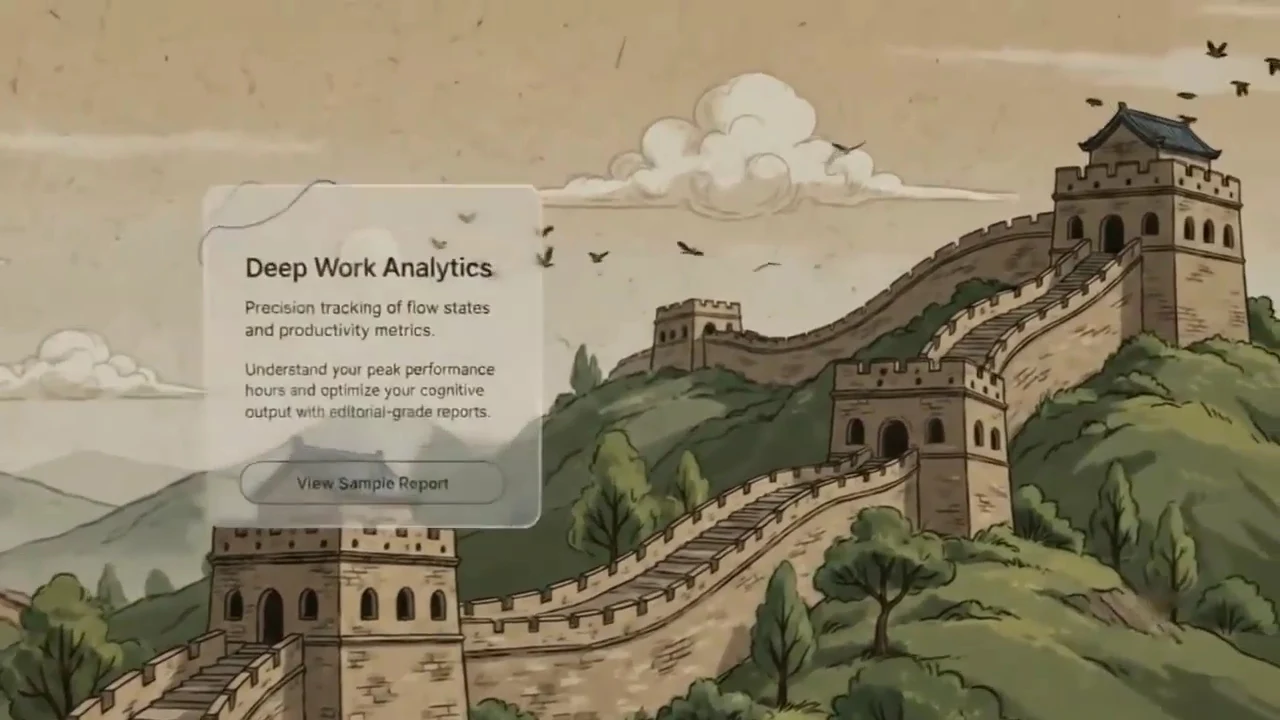 Deep Work Analytics
Precision tracking of flow states
and productivity metrics.
Understand your peak performance
hours and optimize your cognitive
output with editorial-grade reports.
View Sample Report